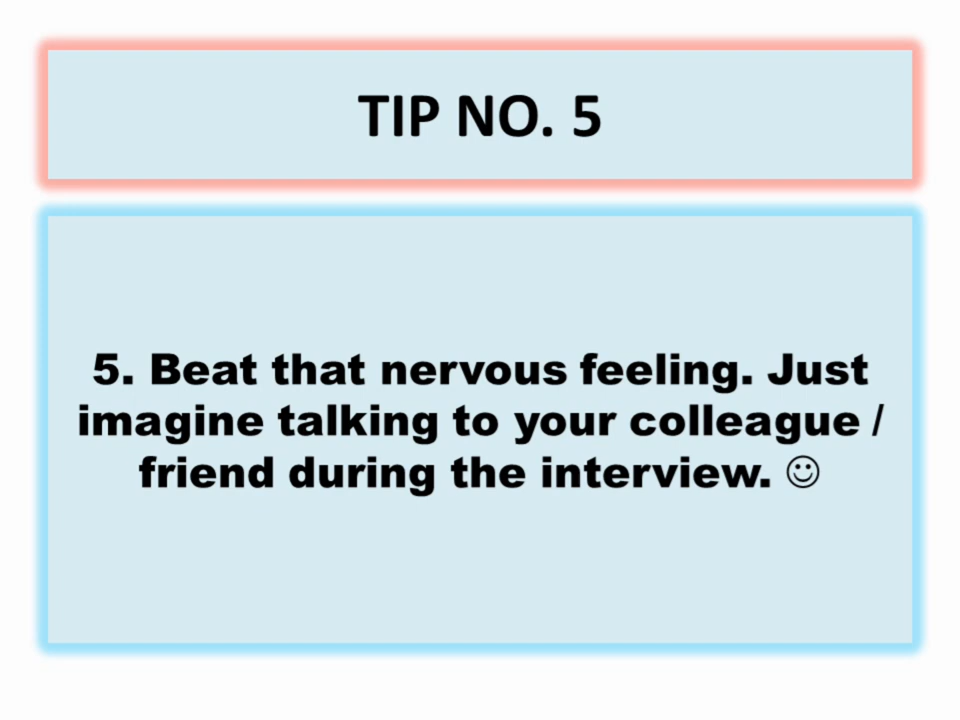 TIP NO. 5
5. Beat that nervous feeling. Just
imagine talking to your colleague /
friend during the interview. ☺